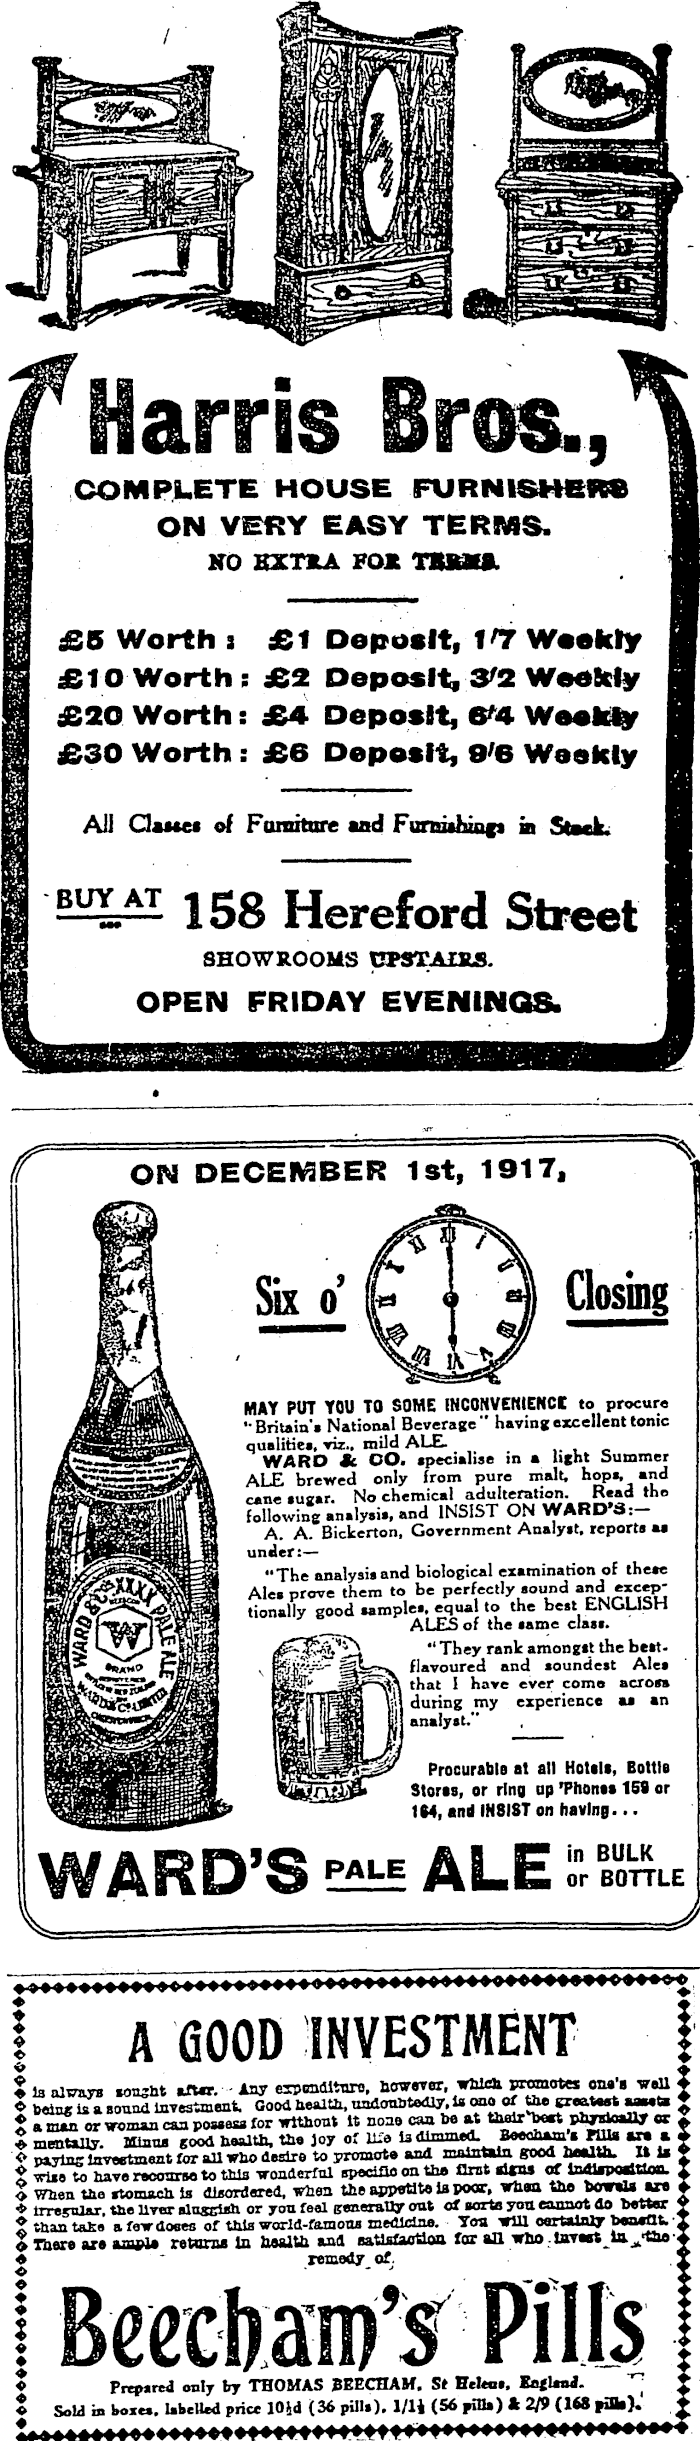 Harris Bros.,
COMPLETE HOUSE FURNISHERS
ON VERY EASY TERMS.
NO EXTRA FOR TERMS.
£5 Worth : £1 Deposit, 1/7 Weekly
£10 Worth : £2 Deposit, 3/2 Weekly
£20 Worth : £4 Deposit, 6/4 Weekly
£30 Worth : £6 Deposit, 9/6 Weekly
All Classes of Furniture and Furnishings in Stock.
BUY AT 158 Hereford Street
SHOWROOMS UPSTAIRS.
OPEN FRIDAY EVENINGS.
ON DECEMBER 1st, 1917,
Six o' Closing
MAY PUT YOU TO SOME INCONVENIENCE to procure
"Britain's National Beverage" having excellent tonic
qualities, viz., mild ALE.
WARD & CO. specialise in a light Summer
ALE brewed only from pure malt, hops, and
cane sugar. No chemical adulteration. Read the
following analysis, and INSIST ON WARD'S:—
A. A. Bickerton, Government Analyst, reports as
under:—
"The analysis and biological examination of these
Ales prove them to be perfectly sound and excep-
tionally good samples, equal to the best ENGLISH
ALES of the same class.
"They rank amongst the best-
flavoured and soundest Ales
that I have ever come across
during my experience as an
analyst."
Procurable at all Hotels, Bottle
Stores, or ring up 'Phones 159 or
164, and INSIST on having...
WARD & Co's XXXX PALE ALE
W
BRAND
WARD & Co LIMITED
WARD'S PALE ALE in BULK
or BOTTLE
A GOOD INVESTMENT
is always sought after. Any expenditure, however, which promotes one's well
being is a sound investment. Good health, undoubtedly, is one of the greatest assets
a man or woman can possess for without it none can be at their best physically or
mentally. Minus good health, the joy of life is dimmed. Beecham's Pills are a
paying investment for all who desire to promote and maintain good health. It is
wise to have recourse to this wonderful specific on the first signs of indisposition.
When the stomach is disordered, when the appetite is poor, when the bowels are
irregular, the liver sluggish or you feel generally out of sorts you cannot do better
than take a few doses of this world-famous medicine. You will certainly benefit.
There are ample returns in health and satisfaction for all who invest in the
remedy of
Beecham's Pills
Prepared only by THOMAS BEECHAM, St Helens, England.
Sold in boxes, labelled price 10½d (36 pills), 1/1½ (56 pills) & 2/9 (168 pills).